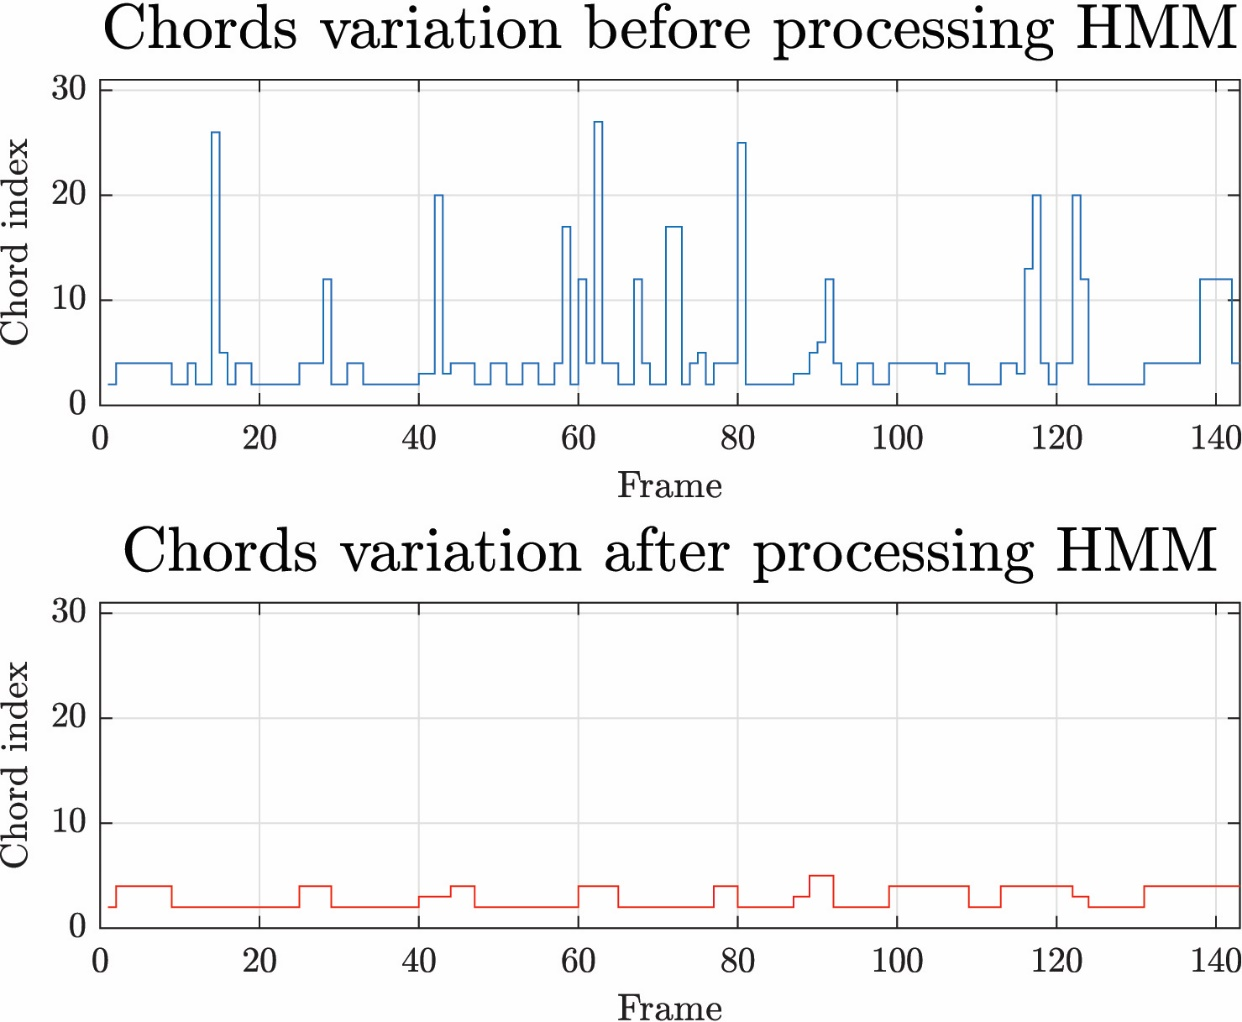 Chords variation before processing HMM
30
20
10
0
Chord index
0 20 40 60 80 100 120 140
Frame
Chords variation after processing HMM
30
20
10
0
Chord index
0 20 40 60 80 100 120 140
Frame